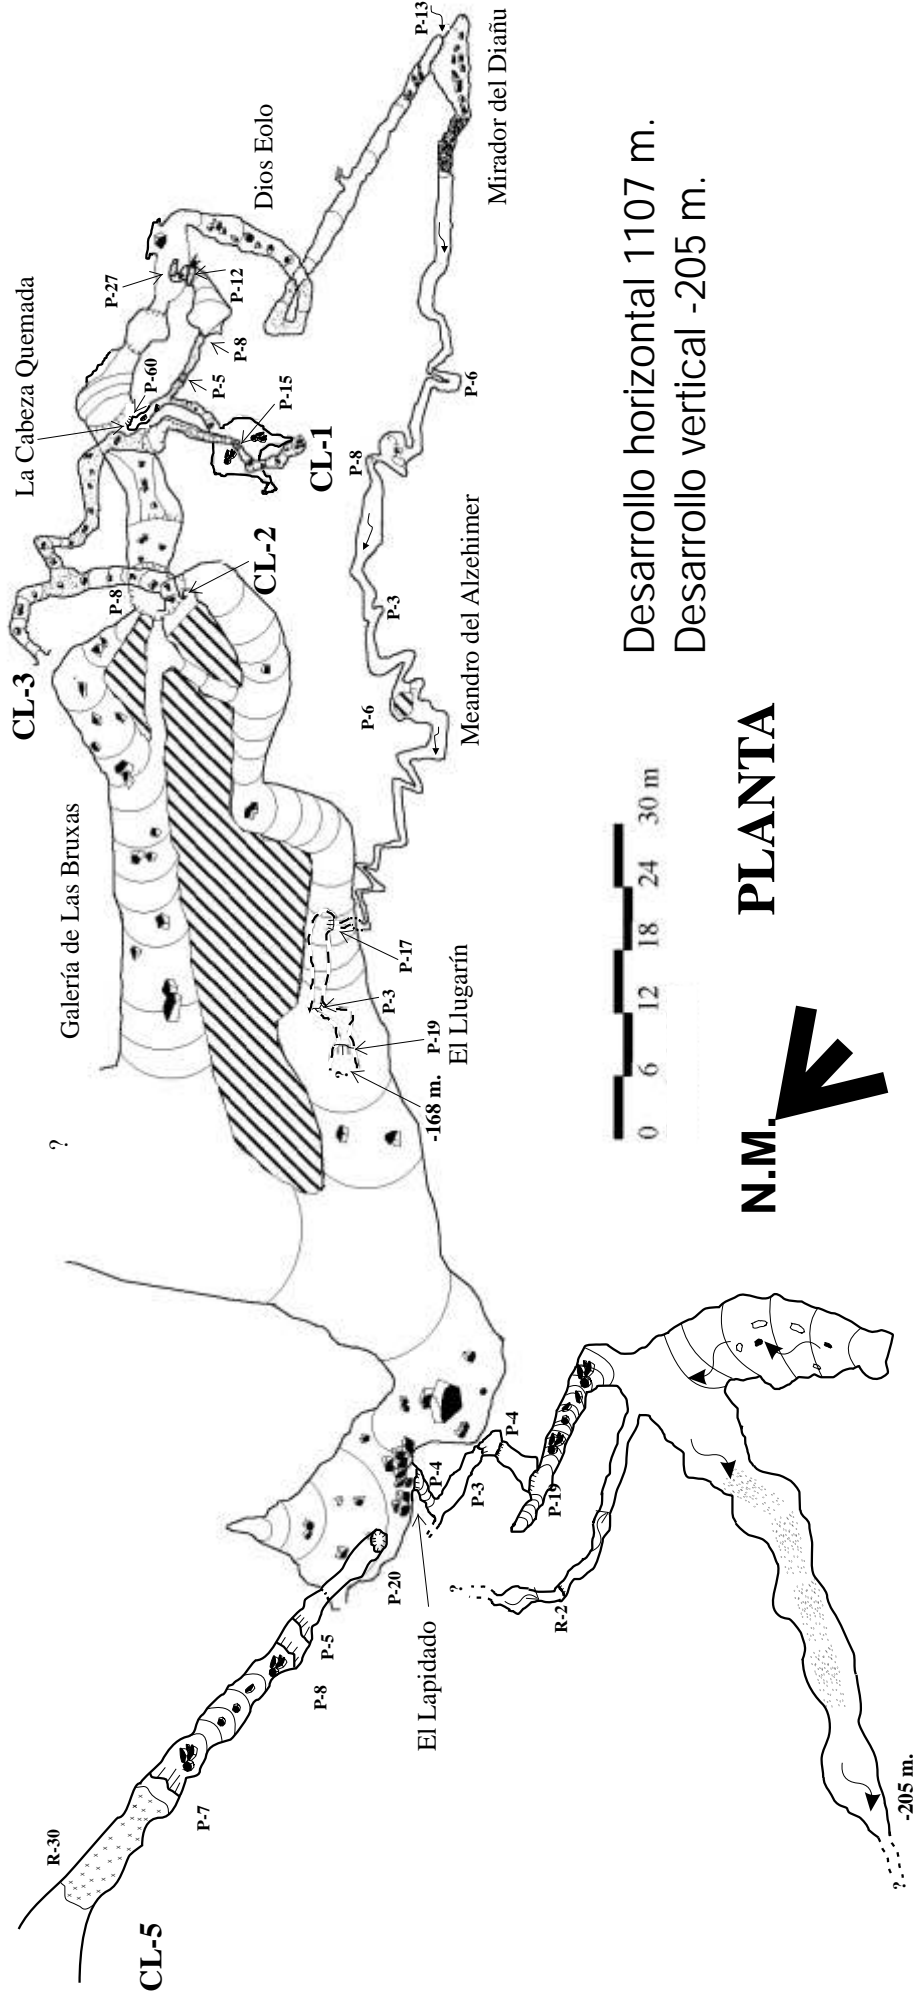 CL-5
R-30
P-7
P-8
P-5
P-20
El Lapidado
P-4
P-3
P-4
P-19
R-2
?
-205 m.
?
?
Galería de Las Bruxas
CL-3
P-8
CL-2
La Cabeza Quemada
P-60
P-27
P-12
P-8
P-5
P-15
CL-1
Dios Eolo
P-13
Mirador del Diañu
P-6
P-8
P-3
P-6
Meandro del Alzehimer
P-17
P-3
P-19
El Llugarín
?
-168 m.
Desarrollo horizontal 1107 m.
Desarrollo vertical -205 m.
0 6 12 18 24 30 m
PLANTA
N.M.